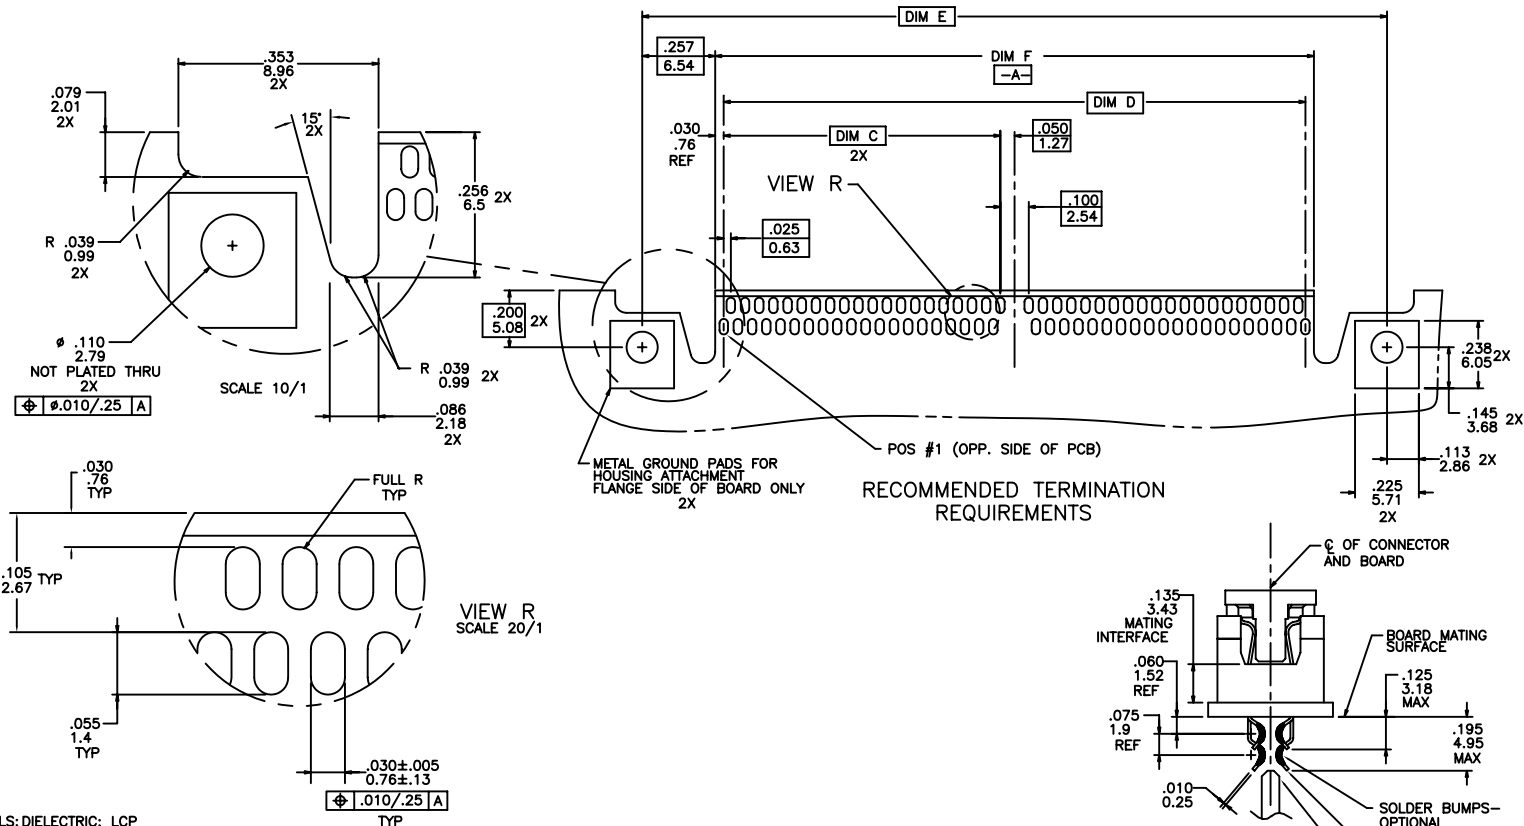 DIM E
.257
6.54
DIM F
-A-
DIM D
.030
.76
REF
DIM C
2X
.050
1.27
VIEW R
.100
2.54
.025
0.63
.200
5.08 2X
.238
6.05 2X
.145
3.68 2X
.113
2.86 2X
.225
5.71
2X
POS #1 (OPP. SIDE OF PCB)
METAL GROUND PADS FOR
HOUSING ATTACHMENT
FLANGE SIDE OF BOARD ONLY
2X
RECOMMENDED TERMINATION
REQUIREMENTS
.353
8.96
2X
.079
2.01
2X
15°
2X
.256
6.5 2X
R .039
0.99
2X
ø .110
2.79
NOT PLATED THRU
2X
⌖ ø.010/.25 A
SCALE 10/1
R .039
0.99 2X
.086
2.18
2X
.030
.76
TYP
FULL R
TYP
.105
2.67 TYP
VIEW R
SCALE 20/1
.055
1.4
TYP
.030±.005
0.76±.13
⌖ .010/.25 A
TYP
LS: DIELECTRIC: LCP
℄ OF CONNECTOR
AND BOARD
.135
3.43
MATING
INTERFACE
BOARD MATING
SURFACE
.060
1.52
REF
.125
3.18
MAX
.075
1.9
REF
.195
4.95
MAX
.010
0.25
SOLDER BUMPS-
OPTIONAL